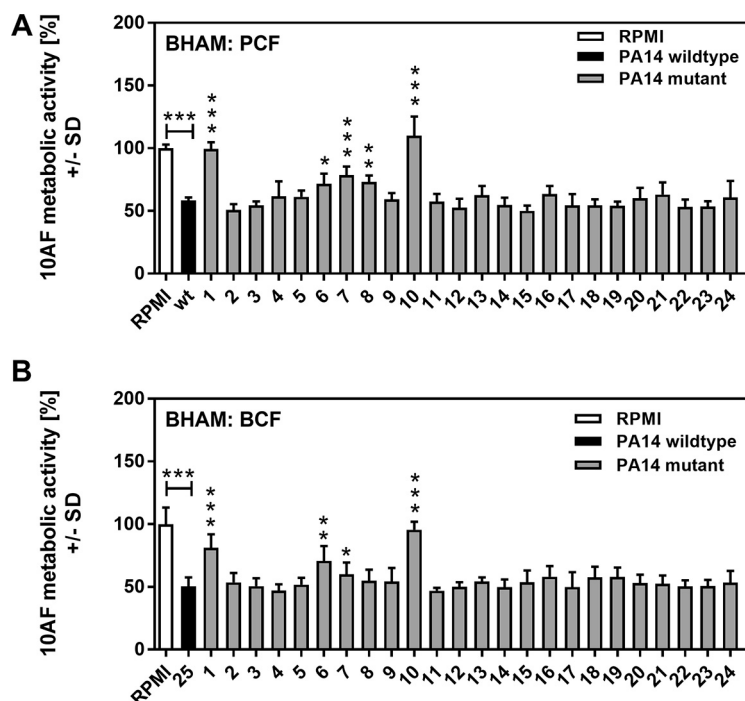 A
BHAM: PCF
RPMI
PA14 wildtype
PA14 mutant
10AF metabolic activity [%]
+/- SD
200
150
100
50
0
***
***
*
***
**
***
RPMI wt 1 2 3 4 5 6 7 8 9 10 11 12 13 14 15 16 17 18 19 20 21 22 23 24
B
BHAM: BCF
RPMI
PA14 wildtype
PA14 mutant
10AF metabolic activity [%]
+/- SD
200
150
100
50
0
***
***
**
*
***
RPMI 25 1 2 3 4 5 6 7 8 9 10 11 12 13 14 15 16 17 18 19 20 21 22 23 24